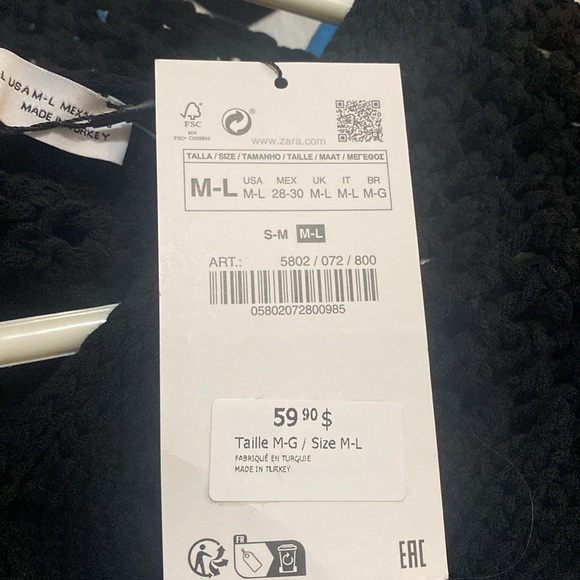 L USA M-L MEX
MADE IN TURKEY
FSC
MIX
www.zara.com
TALLA / SIZE / TAMANHO / TAILLE / MAAT / ΜΕΓΕΘΟΣ
M-L USA MEX UK IT BR
M-L 28-30 M-L M-L M-G
S-M M-L
ART.: 5802 / 072 / 800
05802072800985
59 90 $
Taille M-G / Size M-L
FABRIQUÉ EN TURQUIE
MADE IN TURKEY
FR
EAC